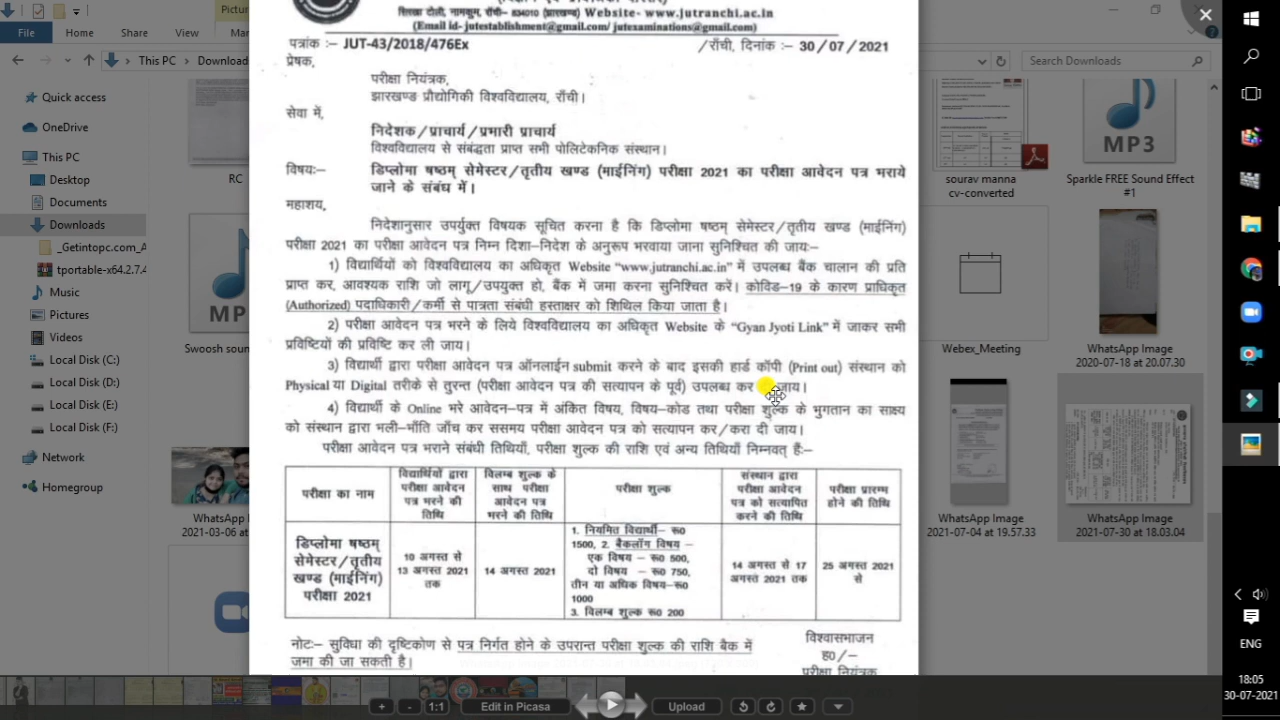 Pictur
File
Home
Share
View
Ma
This PC
Download
Search Downloads
Quick access
OneDrive
This PC
Desktop
Documents
Downloads
_Getintopc.com_A
tportable-x64.2.7.4
Music
Pictures
Videos
Local Disk (C:)
Local Disk (D:)
Local Disk (E:)
Local Disk (F:)
Network
Homegroup
RC
MP
Swoosh soun
WhatsApp I
2021-03-06 at
शिरखा टोली, नामकुम, राँची- 834010 (झारखण्ड) Website- www.jutranchi.ac.in
(Email id- jutestablishment@gmail.com/ jutexaminations@gmail.com)
पत्रांक :- JUT-43/2018/476Ex /राँची, दिनांक :- 30/07/2021
प्रेषक,
परीक्षा नियंत्रक,
झारखण्ड प्रौद्योगिकी विश्वविद्यालय, राँची।
सेवा में,
निदेशक/प्राचार्य/प्रभारी प्राचार्य
विश्वविद्यालय से संबद्धता प्राप्त सभी पोलिटेकनिक संस्थान।
विषयः- डिप्लोमा षष्ठम् सेमेस्टर/तृतीय खण्ड (माईनिंग) परीक्षा 2021 का परीक्षा आवेदन पत्र भराये
जाने के संबंध में।
महाशय,
निदेशानुसार उपर्युक्त विषयक सूचित करना है कि डिप्लोमा षष्ठम् सेमेस्टर/तृतीय खण्ड (माईनिंग)
परीक्षा 2021 का परीक्षा आवेदन पत्र निम्न दिशा-निदेश के अनुरूप भरवाया जाना सुनिश्चित की जायः-
1) विद्यार्थियों को विश्वविद्यालय का अधिकृत Website "www.jutranchi.ac.in" में उपलब्ध बैंक चालान की प्रति
प्राप्त कर, आवश्यक राशि जो लागू/उपयुक्त हो, बैंक में जमा करना सुनिश्चित करें। कोविड-19 के कारण प्राधिकृत
(Authorized) पदाधिकारी/कर्मी से पात्रता संबंधी हस्ताक्षर को शिथिल किया जाता है।
2) परीक्षा आवेदन पत्र भरने के लिये विश्वविद्यालय का अधिकृत Website के "Gyan Jyoti Link" में जाकर सभी
प्रविष्टियों की प्रविष्टि कर ली जाय।
3) विद्यार्थी द्वारा परीक्षा आवेदन पत्र ऑनलाईन submit करने के बाद इसकी हार्ड कॉपी (Print out) संस्थान को
Physical या Digital तरीके से तुरन्त (परीक्षा आवेदन पत्र की सत्यापन के पूर्व) उपलब्ध कर जाय।
4) विद्यार्थी के Online भरे आवेदन-पत्र में अंकित विषय, विषय-कोड तथा परीक्षा शुल्क के भुगतान का साक्ष्य
को संस्थान द्वारा भली-भाँति जाँच कर ससमय परीक्षा आवेदन पत्र को सत्यापन कर/करा दी जाय।
परीक्षा आवेदन पत्र भराने संबंधी तिथियाँ, परीक्षा शुल्क की राशि एवं अन्य तिथियाँ निम्नवत् हैः-
परीक्षा का नाम
विद्यार्थियों द्वारा
परीक्षा आवेदन
पत्र भरने की
तिथि
विलम्ब शुल्क के
साथ परीक्षा
आवेदन पत्र
भरने की तिथि
परीक्षा शुल्क
संस्थान द्वारा
परीक्षा आवेदन
पत्र को सत्यापित
करने की तिथि
परीक्षा प्रारम्भ
होने की तिथि
डिप्लोमा षष्ठम्
सेमेस्टर/तृतीय
खण्ड (माईनिंग)
परीक्षा 2021
10 अगस्त से
13 अगस्त 2021
तक
14 अगस्त 2021
1. नियमित विद्यार्थी- रू0
1500, 2. बैकलॉग विषय -
एक विषय - रू0 500,
दो विषय - रू0 750,
तीन या अधिक विषय-रू0
1000
3. विलम्ब शुल्क रू0 200
14 अगस्त से 17
अगस्त 2021 तक
25 अगस्त 2021
से
नोटः- सुविधा की दृष्टिकोण से पत्र निर्गत होने के उपरान्त परीक्षा शुल्क की राशि बैंक में
जमा की जा सकती है।
विश्वासभाजन
ह0/-
परीक्षा नियंत्रक
sourav manna
cv-converted
MP3
Sparkle FREE Sound Effect
#1
Webex_Meeting
WhatsApp Image
2020-07-18 at 20.07.30
WhatsApp Image
2021-07-04 at 19.57.33
WhatsApp Image
2021-07-30 at 18.03.04
1:1
Edit in Picasa
Upload
ENG
18:05
30-07-2021